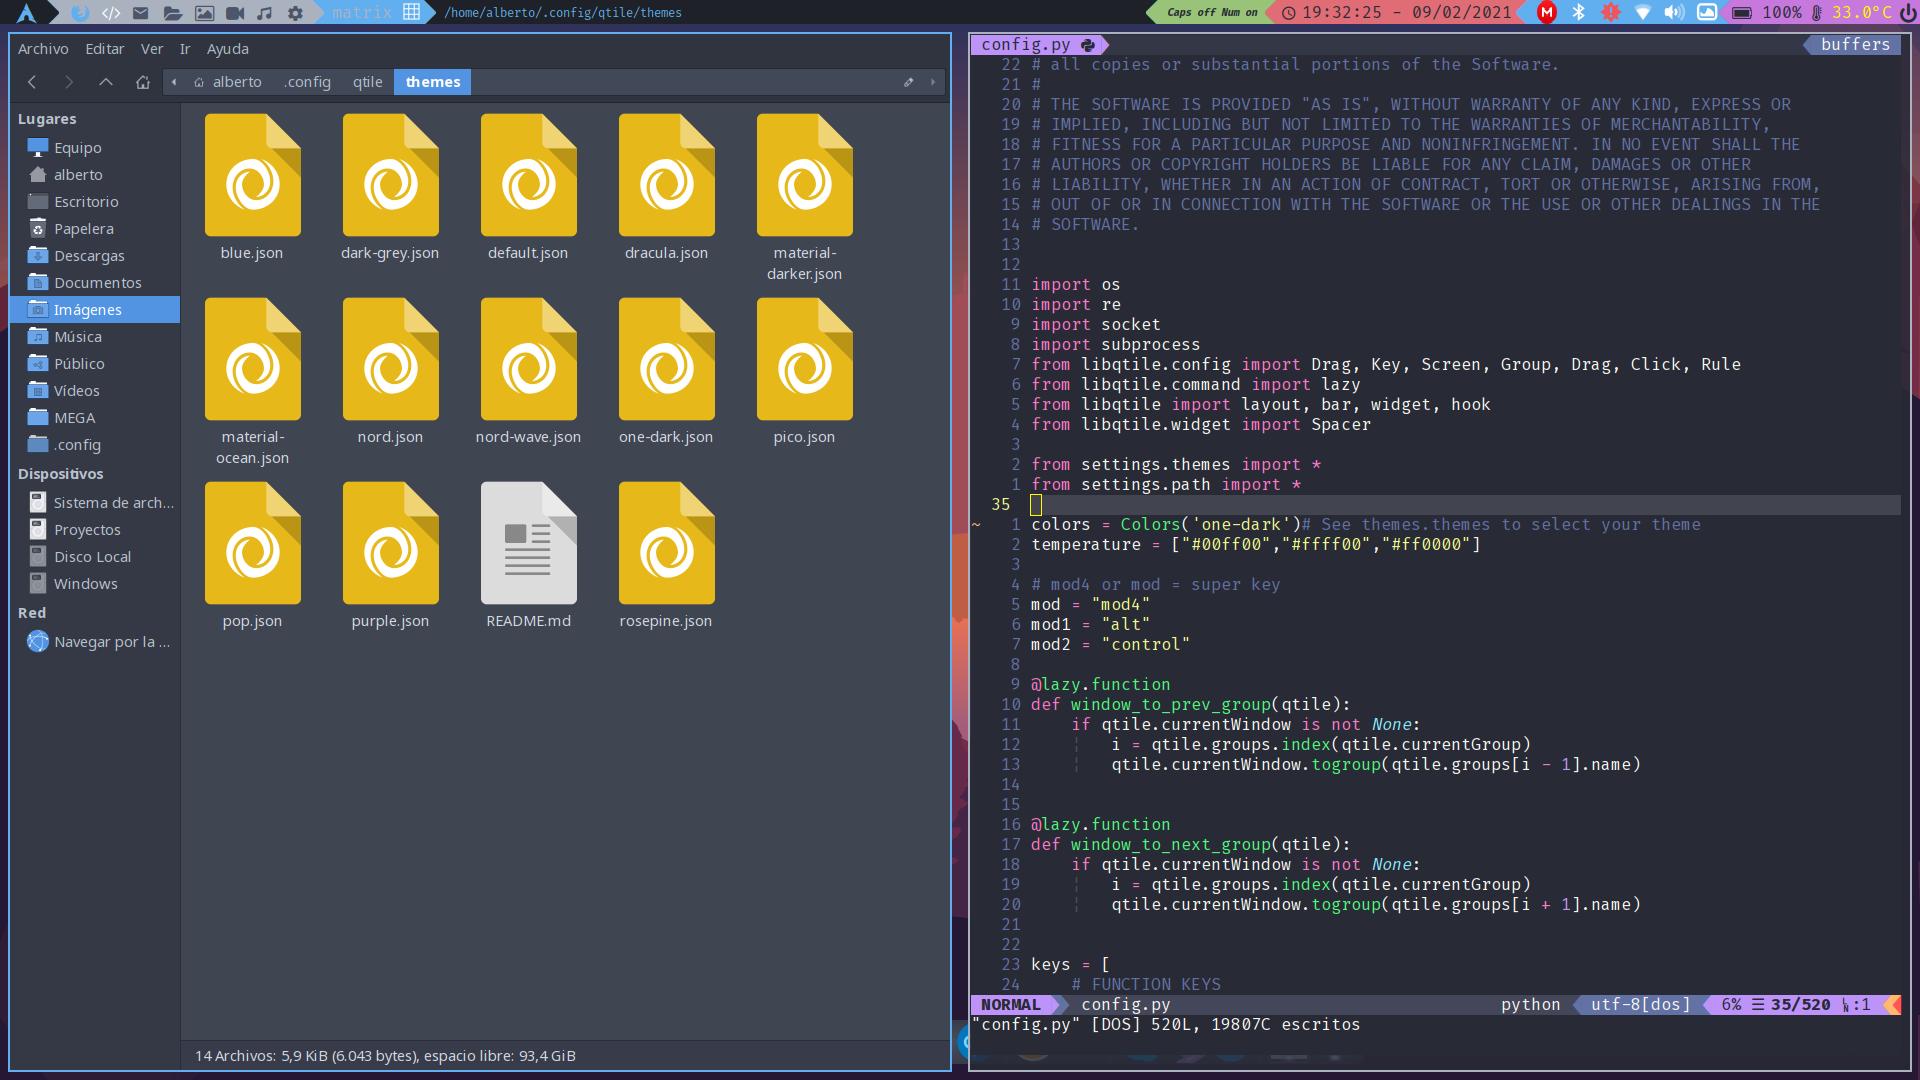 matrix
/home/alberto/.config/qtile/themes
Caps off Num on
19:32:25 - 09/02/2021
M
100%
33.0°C
Archivo Editar Ver Ir Ayuda
alberto .config qtile themes
Lugares
Equipo
alberto
Escritorio
Papelera
Descargas
Documentos
Imágenes
Música
Público
Vídeos
MEGA
.config
Dispositivos
Sistema de arch...
Proyectos
Disco Local
Windows
Red
Navegar por la ...
blue.json
dark-grey.json
default.json
dracula.json
material-
darker.json
material-
ocean.json
nord.json
nord-wave.json
one-dark.json
pico.json
pop.json
purple.json
README.md
rosepine.json
14 Archivos: 5,9 KiB (6.043 bytes), espacio libre: 93,4 GiB
config.py
buffers
22 # all copies or substantial portions of the Software.
21 #
20 # THE SOFTWARE IS PROVIDED "AS IS", WITHOUT WARRANTY OF ANY KIND, EXPRESS OR
19 # IMPLIED, INCLUDING BUT NOT LIMITED TO THE WARRANTIES OF MERCHANTABILITY,
18 # FITNESS FOR A PARTICULAR PURPOSE AND NONINFRINGEMENT. IN NO EVENT SHALL THE
17 # AUTHORS OR COPYRIGHT HOLDERS BE LIABLE FOR ANY CLAIM, DAMAGES OR OTHER
16 # LIABILITY, WHETHER IN AN ACTION OF CONTRACT, TORT OR OTHERWISE, ARISING FROM,
15 # OUT OF OR IN CONNECTION WITH THE SOFTWARE OR THE USE OR OTHER DEALINGS IN THE
14 # SOFTWARE.
13
12
11 import os
10 import re
9 import socket
8 import subprocess
7 from libqtile.config import Drag, Key, Screen, Group, Drag, Click, Rule
6 from libqtile.command import lazy
5 from libqtile import layout, bar, widget, hook
4 from libqtile.widget import Spacer
3
2 from settings.themes import *
1 from settings.path import *
35
~ 1 colors = Colors('one-dark')# See themes.themes to select your theme
2 temperature = ["#00ff00","#ffff00","#ff0000"]
3
4 # mod4 or mod = super key
5 mod = "mod4"
6 mod1 = "alt"
7 mod2 = "control"
8
9 @lazy.function
10 def window_to_prev_group(qtile):
11 if qtile.currentWindow is not None:
12 i = qtile.groups.index(qtile.currentGroup)
13 qtile.currentWindow.togroup(qtile.groups[i - 1].name)
14
15
16 @lazy.function
17 def window_to_next_group(qtile):
18 if qtile.currentWindow is not None:
19 i = qtile.groups.index(qtile.currentGroup)
20 qtile.currentWindow.togroup(qtile.groups[i + 1].name)
21
22
23 keys = [
24 # FUNCTION KEYS
NORMAL config.py python utf-8[dos] 6% ☰ 35/520 ㏑:1
"config.py" [DOS] 520L, 19807C escritos